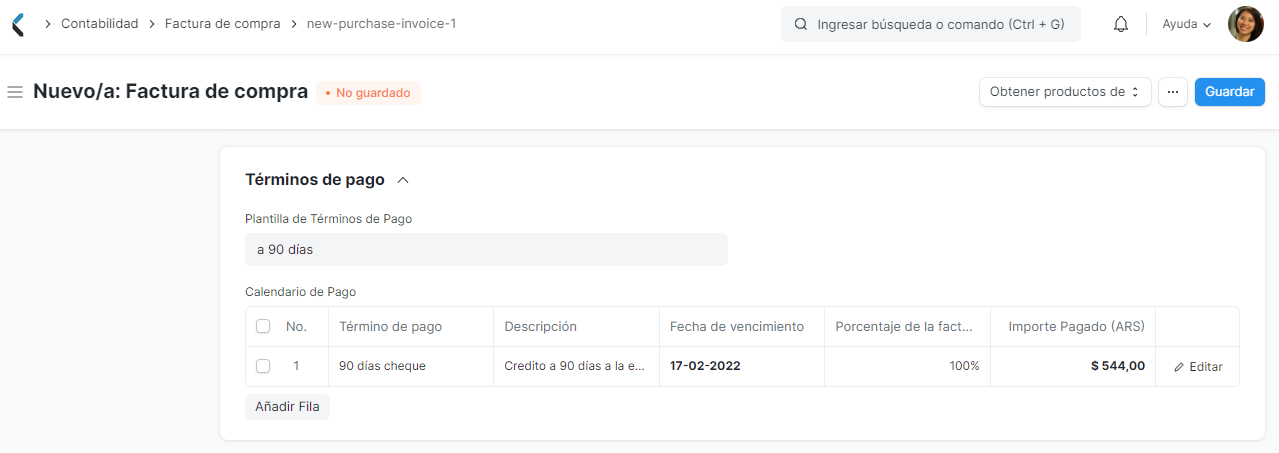 Contabilidad Factura de compra new-purchase-invoice-1 Ingresar búsqueda o comando (Ctrl + G) Ayuda
Nuevo/a: Factura de compra • No guardado Obtener productos de ... Guardar
Términos de pago
Plantilla de Términos de Pago
a 90 días
Calendario de Pago
No. Término de pago Descripción Fecha de vencimiento Porcentaje de la fact... Importe Pagado (ARS)
1 90 días cheque Credito a 90 días a la e... 17-02-2022 100% $ 544,00 Editar
Añadir Fila